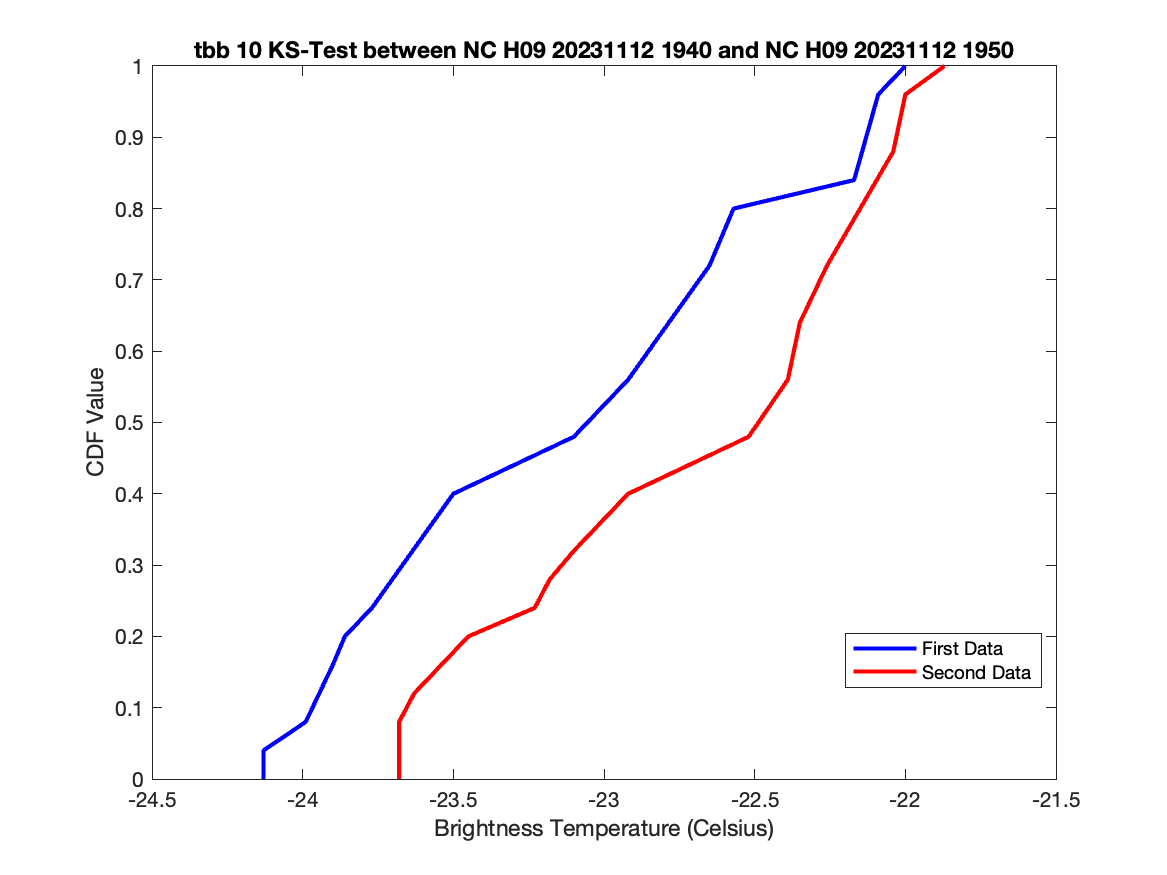 tbb 10 KS-Test between NC H09 20231112 1940 and NC H09 20231112 1950
1
0.9
0.8
0.7
0.6
0.5
0.4
0.3
0.2
0.1
0
CDF Value
First Data
Second Data
-24.5 -24 -23.5 -23 -22.5 -22 -21.5
Brightness Temperature (Celsius)